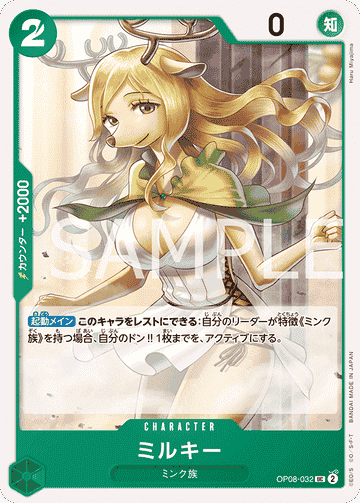 2
0
知
Haru Miyajima
カウンター +2000
SAMPLE
起動メイン このキャラをレストにできる:自分のリーダーが特徴《ミンク
族》を持つ場合、自分のドン!!1枚までを、アクティブにする。
CHARACTER
ミルキー
ミンク族
OP08-032 UC 2
©E.O/S ©O./S・F・T BANDAI MADE IN JAPAN